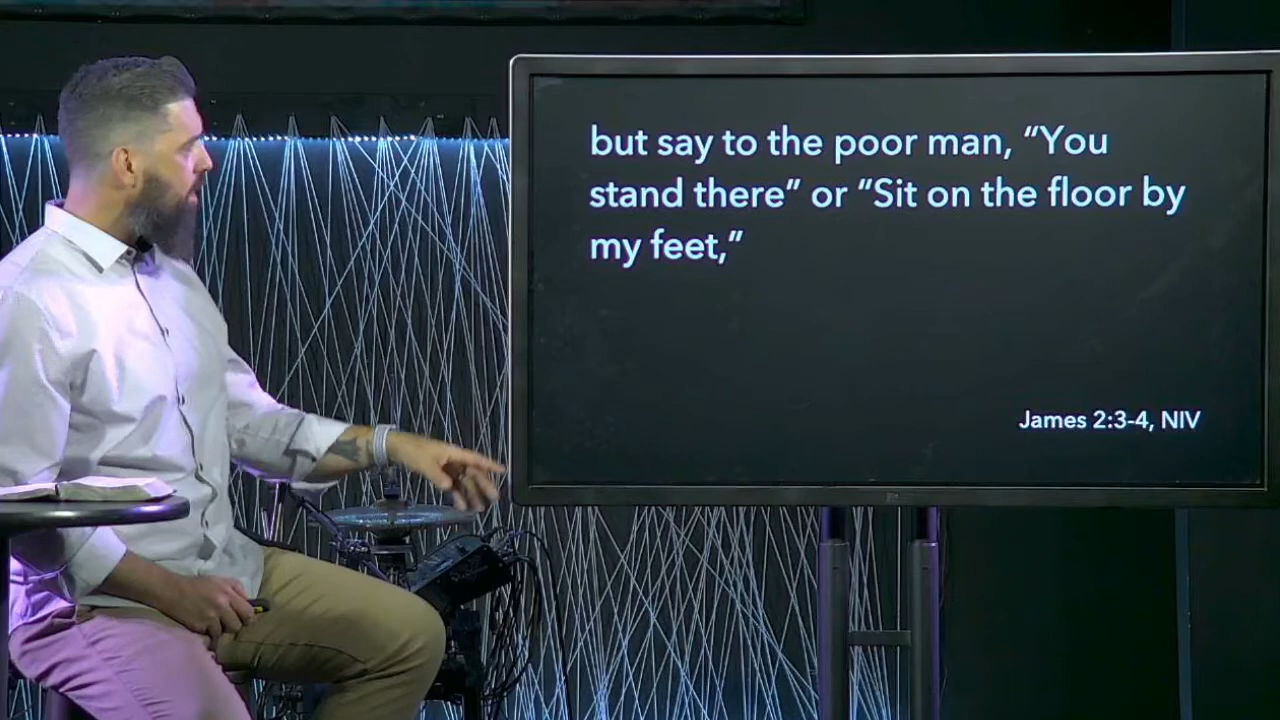 but say to the poor man, “You
stand there” or “Sit on the floor by
my feet,”
James 2:3-4, NIV